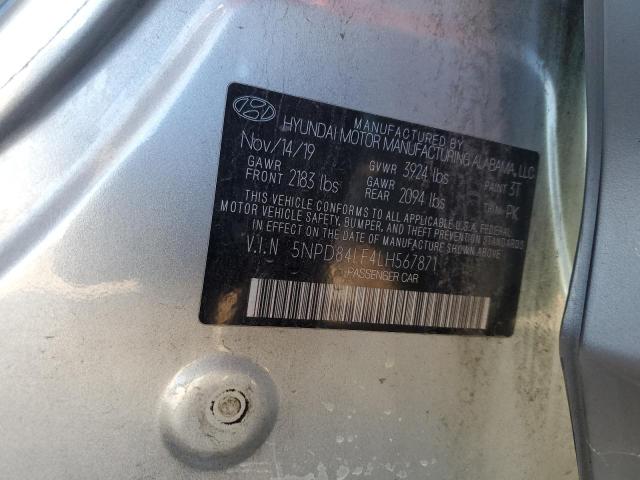 MANUFACTURED BY
HYUNDAI MOTOR MANUFACTURING ALABAMA, LLC
Nov/14/19 GVWR 3924 lbs PAINT 3T
GAWR FRONT 2183 lbs GAWR REAR 2094 lbs TRIM PK
THIS VEHICLE CONFORMS TO ALL APPLICABLE U.S. FEDERAL
MOTOR VEHICLE SAFETY, BUMPER, AND THEFT PREVENTION STANDARDS
IN EFFECT ON THE DATE OF MANUFACTURE SHOWN ABOVE
V.I.N 5NPD84LF4LH567871
PASSENGER CAR